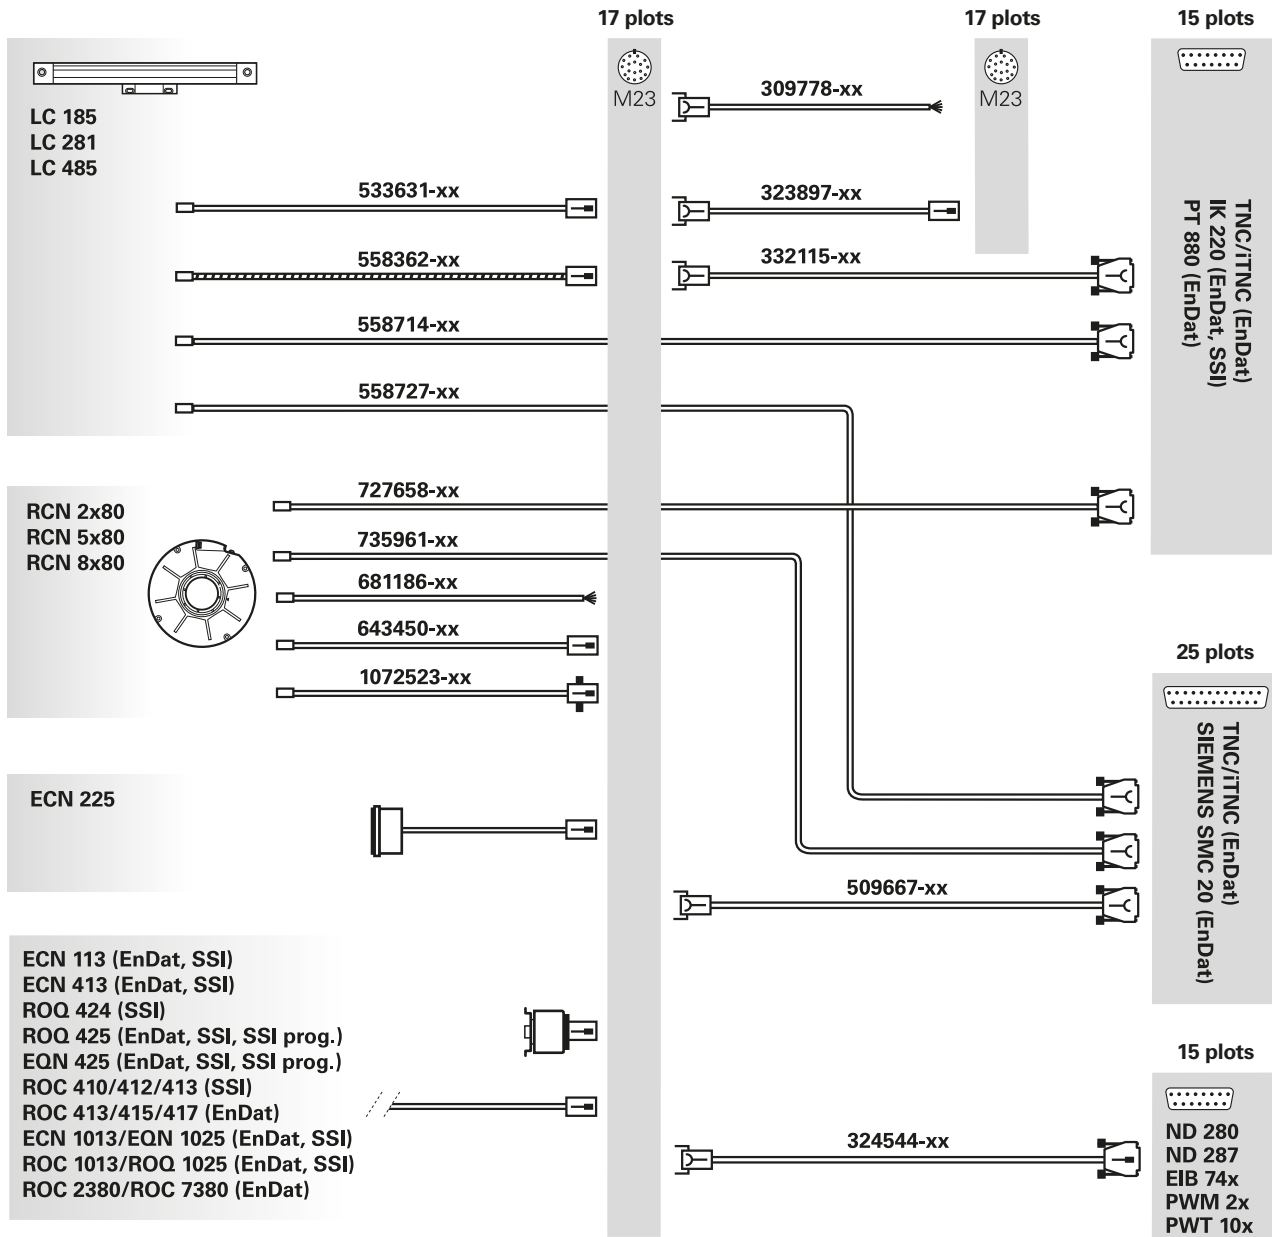 17 plots
17 plots
15 plots
M23
M23
LC 185
LC 281
LC 485
309778-xx
533631-xx
323897-xx
558362-xx
332115-xx
558714-xx
558727-xx
TNC/iTNC (EnDat)
IK 220 (EnDat, SSI)
PT 880 (EnDat)
RCN 2x80
RCN 5x80
RCN 8x80
727658-xx
735961-xx
681186-xx
643450-xx
1072523-xx
25 plots
TNC/iTNC (EnDat)
SIEMENS SMC 20 (EnDat)
ECN 225
509667-xx
ECN 113 (EnDat, SSI)
ECN 413 (EnDat, SSI)
ROQ 424 (SSI)
ROQ 425 (EnDat, SSI, SSI prog.)
EQN 425 (EnDat, SSI, SSI prog.)
ROC 410/412/413 (SSI)
ROC 413/415/417 (EnDat)
ECN 1013/EQN 1025 (EnDat, SSI)
ROC 1013/ROQ 1025 (EnDat, SSI)
ROC 2380/ROC 7380 (EnDat)
324544-xx
15 plots
ND 280
ND 287
EIB 74x
PWM 2x
PWT 10x